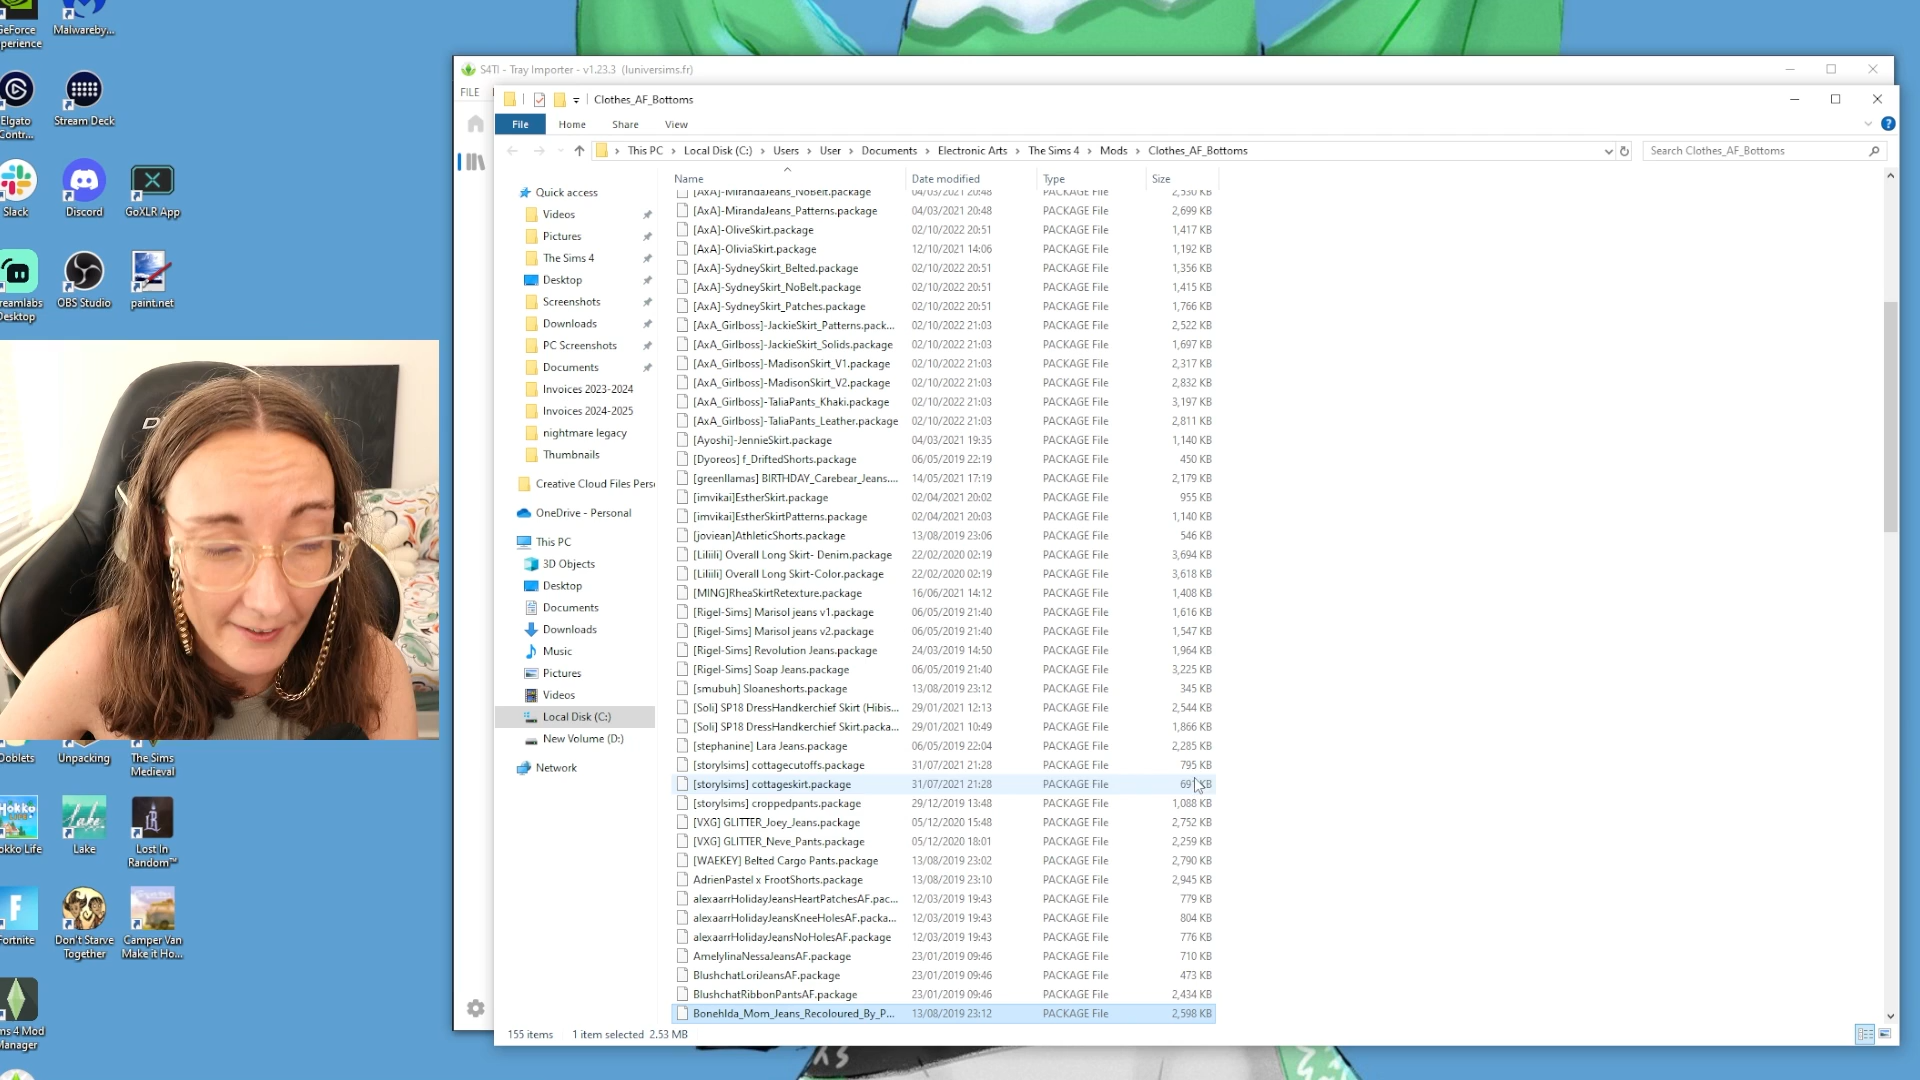 GeForce
xperience
Malwareby...
Elgato
Contr...
Stream Deck
Slack
Discord
GoXLR App
reamlabs
Desktop
OBS Studio
paint.net
Ooblets
Unpacking
The Sims
Medieval
Hokko
okko Life
Lake
Lake
Lost In
Random™
Fortnite
Don't Starve
Together
Camper Van
Make it Ho...
ms 4 Mod
Manager
S4TI - Tray Importer - v1.23.3 (luniversims.fr)
FILE
Clothes_AF_Bottoms
File
Home
Share
View
This PC
Local Disk (C:)
Users
User
Documents
Electronic Arts
The Sims 4
Mods
Clothes_AF_Bottoms
Search Clothes_AF_Bottoms
Quick access
Videos
Pictures
The Sims 4
Desktop
Screenshots
Downloads
PC Screenshots
Documents
Invoices 2023-2024
Invoices 2024-2025
nightmare legacy
Thumbnails
Creative Cloud Files Pers
OneDrive - Personal
This PC
3D Objects
Desktop
Documents
Downloads
Music
Pictures
Videos
Local Disk (C:)
New Volume (D:)
Network
Name Date modified Type Size
[AxA]-MirandaJeans_NoBelt.package 04/03/2021 20:48 PACKAGE File 2,530 KB
[AxA]-MirandaJeans_Patterns.package 04/03/2021 20:48 PACKAGE File 2,699 KB
[AxA]-OliveSkirt.package 02/10/2022 20:51 PACKAGE File 1,417 KB
[AxA]-OliviaSkirt.package 12/10/2021 14:06 PACKAGE File 1,192 KB
[AxA]-SydneySkirt_Belted.package 02/10/2022 20:51 PACKAGE File 1,356 KB
[AxA]-SydneySkirt_NoBelt.package 02/10/2022 20:51 PACKAGE File 1,415 KB
[AxA]-SydneySkirt_Patches.package 02/10/2022 20:51 PACKAGE File 1,766 KB
[AxA_Girlboss]-JackieSkirt_Patterns.pack... 02/10/2022 21:03 PACKAGE File 2,522 KB
[AxA_Girlboss]-JackieSkirt_Solids.package 02/10/2022 21:03 PACKAGE File 1,697 KB
[AxA_Girlboss]-MadisonSkirt_V1.package 02/10/2022 21:03 PACKAGE File 2,317 KB
[AxA_Girlboss]-MadisonSkirt_V2.package 02/10/2022 21:03 PACKAGE File 2,832 KB
[AxA_Girlboss]-TaliaPants_Khaki.package 02/10/2022 21:03 PACKAGE File 3,197 KB
[AxA_Girlboss]-TaliaPants_Leather.package 02/10/2022 21:03 PACKAGE File 2,811 KB
[Ayoshi]-JennieSkirt.package 04/03/2021 19:35 PACKAGE File 1,140 KB
[Dyoreos] f_DriftedShorts.package 06/05/2019 22:19 PACKAGE File 450 KB
[greenllamas] BIRTHDAY_Carebear_Jeans.... 14/05/2021 17:19 PACKAGE File 2,179 KB
[imvikai]EstherSkirt.package 02/04/2021 20:02 PACKAGE File 955 KB
[imvikai]EstherSkirtPatterns.package 02/04/2021 20:03 PACKAGE File 1,140 KB
[joviean]AthleticShorts.package 13/08/2019 23:06 PACKAGE File 546 KB
[Liliili] Overall Long Skirt- Denim.package 22/02/2020 02:19 PACKAGE File 3,694 KB
[Liliili] Overall Long Skirt-Color.package 22/02/2020 02:19 PACKAGE File 3,618 KB
[MING]RheaSkirtRetexture.package 16/06/2021 14:12 PACKAGE File 1,408 KB
[Rigel-Sims] Marisol jeans v1.package 06/05/2019 21:40 PACKAGE File 1,616 KB
[Rigel-Sims] Marisol jeans v2.package 06/05/2019 21:40 PACKAGE File 1,547 KB
[Rigel-Sims] Revolution Jeans.package 24/03/2019 14:50 PACKAGE File 1,964 KB
[Rigel-Sims] Soap Jeans.package 06/05/2019 21:40 PACKAGE File 3,225 KB
[smubuh] Sloaneshorts.package 13/08/2019 23:12 PACKAGE File 345 KB
[Soli] SP18 DressHandkerchief Skirt (Hibis... 29/01/2021 12:13 PACKAGE File 2,544 KB
[Soli] SP18 DressHandkerchief Skirt.packa... 29/01/2021 10:49 PACKAGE File 1,866 KB
[stephanine] Lara Jeans.package 06/05/2019 22:04 PACKAGE File 2,285 KB
[storylsims] cottagecutoffs.package 31/07/2021 21:28 PACKAGE File 795 KB
[storylsims] cottageskirt.package 31/07/2021 21:28 PACKAGE File KB
[storylsims] croppedpants.package 29/12/2019 13:48 PACKAGE File 1,088 KB
[VXG] GLITTER_Joey_Jeans.package 05/12/2020 15:48 PACKAGE File 2,752 KB
[VXG] GLITTER_Neve_Pants.package 05/12/2020 18:01 PACKAGE File 2,259 KB
[WAEKEY] Belted Cargo Pants.package 13/08/2019 23:02 PACKAGE File 2,790 KB
AdrienPastel x FrootShorts.package 13/08/2019 23:10 PACKAGE File 2,945 KB
alexaarrHolidayJeansHeartPatchesAF.pac... 12/03/2019 19:43 PACKAGE File 779 KB
alexaarrHolidayJeansKneeHolesAF.packa... 12/03/2019 19:43 PACKAGE File 804 KB
alexaarrHolidayJeansNoHolesAF.package 12/03/2019 19:43 PACKAGE File 776 KB
AmelylinaNessaJeansAF.package 23/01/2019 09:46 PACKAGE File 710 KB
BlushchatLoriJeansAF.package 23/01/2019 09:46 PACKAGE File 473 KB
BlushchatRibbonPantsAF.package 23/01/2019 09:46 PACKAGE File 2,434 KB
Bonehlda_Mom_Jeans_Recoloured_By_P... 13/08/2019 23:12 PACKAGE File 2,598 KB
155 items 1 item selected 2.53 MB